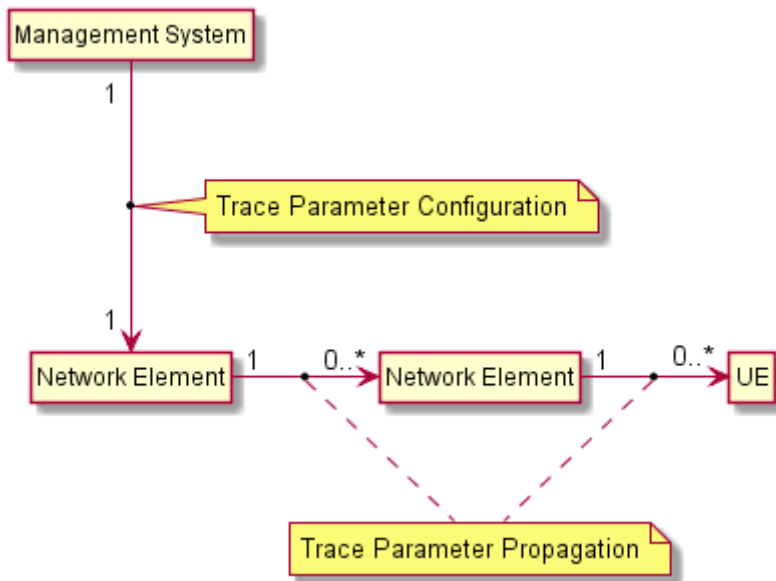 Management System
1
Trace Parameter Configuration
1
Network Element
1
0..*
Network Element
1
0..*
UE
Trace Parameter Propagation